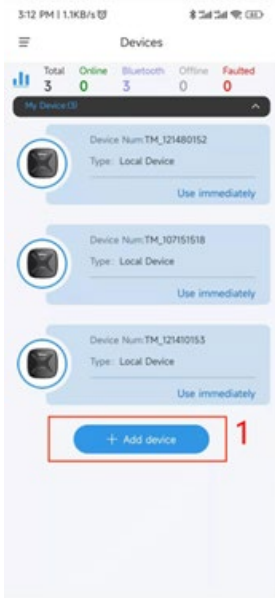 3:12 PM | 1.1KB/s
Devices
Total Online Bluetooth Offline Faulted
3 0 3 0 0
My Device(3)
Device Num:TM_121480152
Type: Local Device
Use immediately
Device Num:TM_107151518
Type: Local Device
Use immediately
Device Num:TM_121410153
Type: Local Device
Use immediately
+ Add device
1